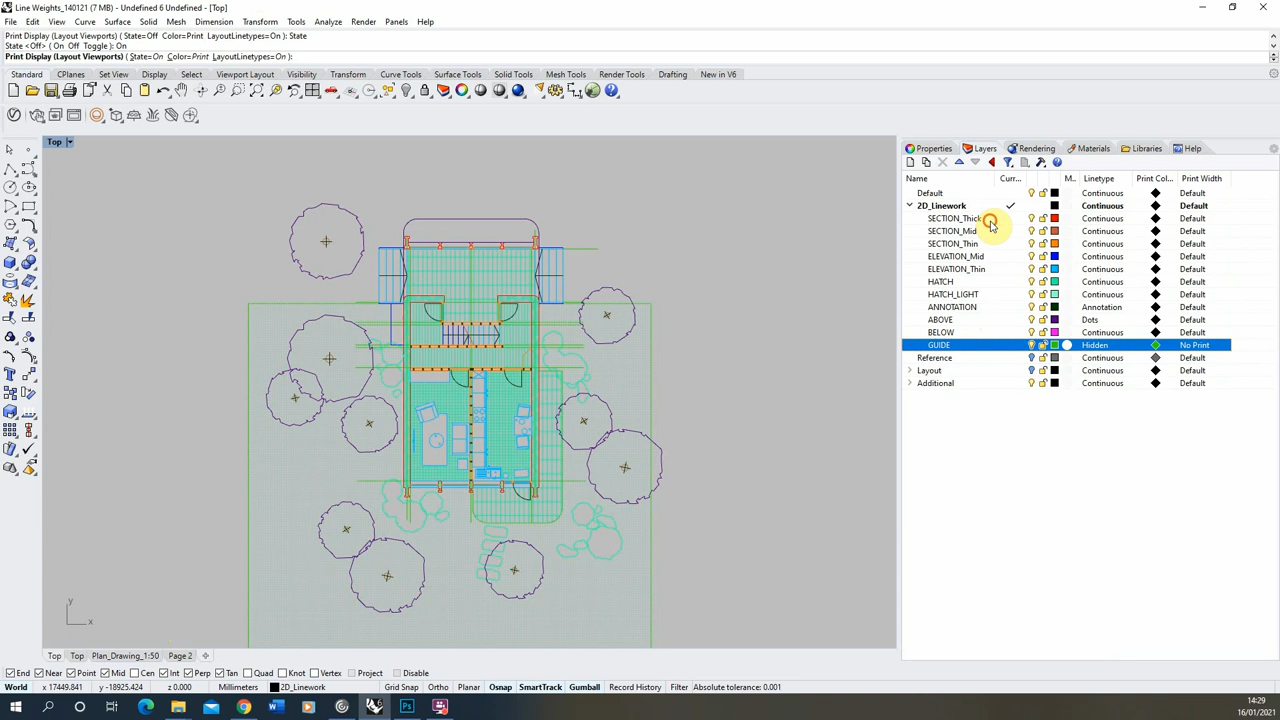 Line Weights_140121 (7 MB) - Undefined 6 Undefined - [Top]
File Edit View Curve Surface Solid Mesh Dimension Transform Tools Analyze Render Panels Help
Print Display (Layout Viewports) ( State=Off Color=Print LayoutLinetypes=On ): State
State <Off> ( On Off Toggle ): On
Print Display (Layout Viewports) ( State=On Color=Print LayoutLinetypes=On ):
Standard CPlanes Set View Display Select Viewport Layout Visibility Transform Curve Tools Surface Tools Solid Tools Mesh Tools Render Tools Drafting New in V6
Top
Properties Layers Rendering Materials Libraries Help
Name Curr... M.. Linetype Print Col... Print Width
Default Continuous Default
2D_Linework Continuous Default
SECTION_Thick Continuous Default
SECTION_Mid Continuous Default
SECTION_Thin Continuous Default
ELEVATION_Mid Continuous Default
ELEVATION_Thin Continuous Default
HATCH Continuous Default
HATCH_LIGHT Continuous Default
ANNOTATION Annotation Default
ABOVE Dots Default
BELOW Continuous Default
GUIDE Hidden No Print
Reference Continuous Default
Layout Continuous Default
Additional Continuous Default
y
x
Top Top Plan_Drawing_1:50 Page 2
End Near Point Mid Cen Int Perp Tan Quad Knot Vertex Project Disable
World x 17449.841 y -18925.424 z 0.000 Millimeters 2D_Linework Grid Snap Ortho Planar Osnap SmartTrack Gumball Record History Filter Absolute tolerance: 0.001
14:29
16/01/2021